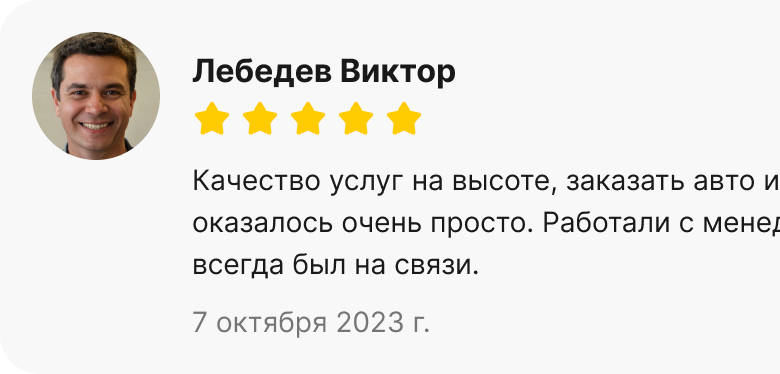 Лебедев Виктор
Качество услуг на высоте, заказать авто и
оказалось очень просто. Работали с
всегда был на связи.
7 октября 2023 г.